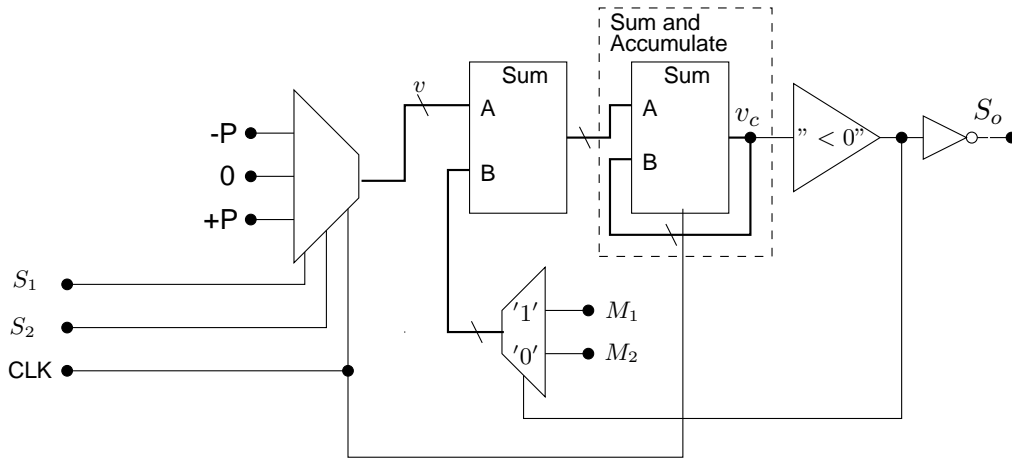 Sum and
Accumulate
Sum
Sum
v
A
A
v_c
S_o
-P
" < 0"
0
B
B
+P
S_1
'1'
M_1
S_2
'0'
M_2
CLK